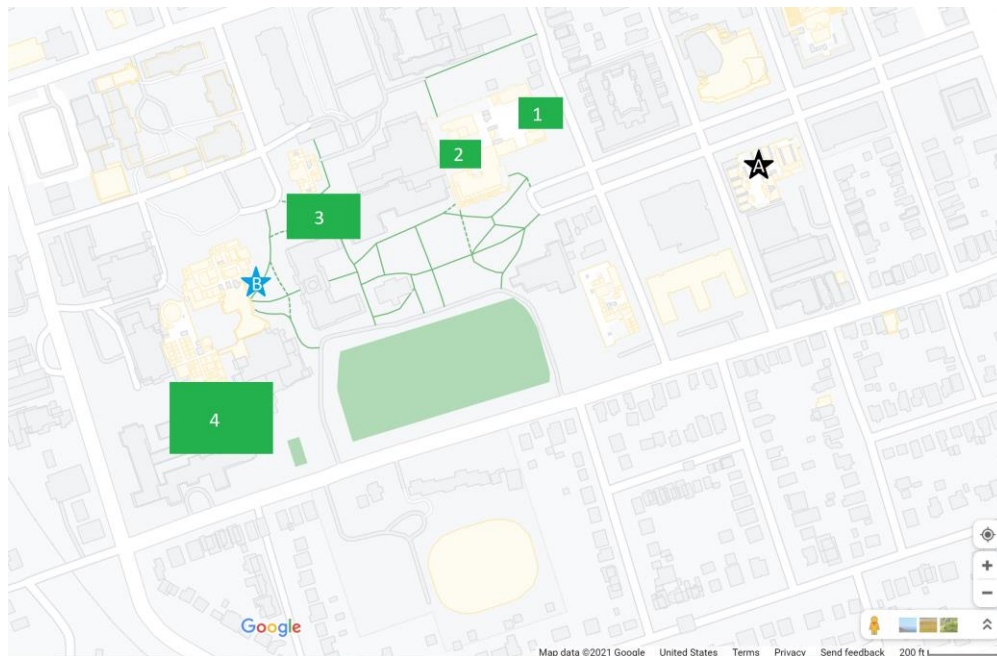 1
2
A
3
B
4
Google
Map data ©2021 Google United States Terms Privacy Send feedback 200 ft